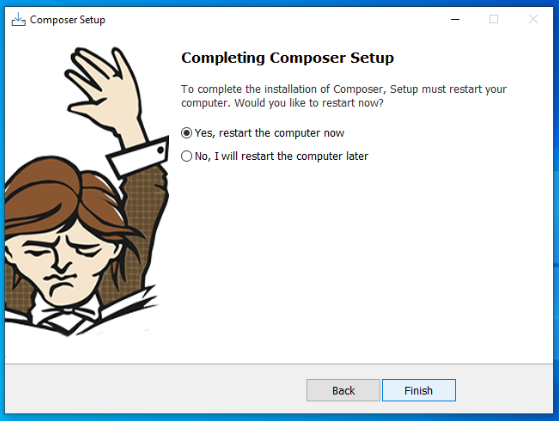 Composer Setup
Completing Composer Setup
To complete the installation of Composer, Setup must restart your
computer. Would you like to restart now?
Yes, restart the computer now
No, I will restart the computer later
Back
Finish